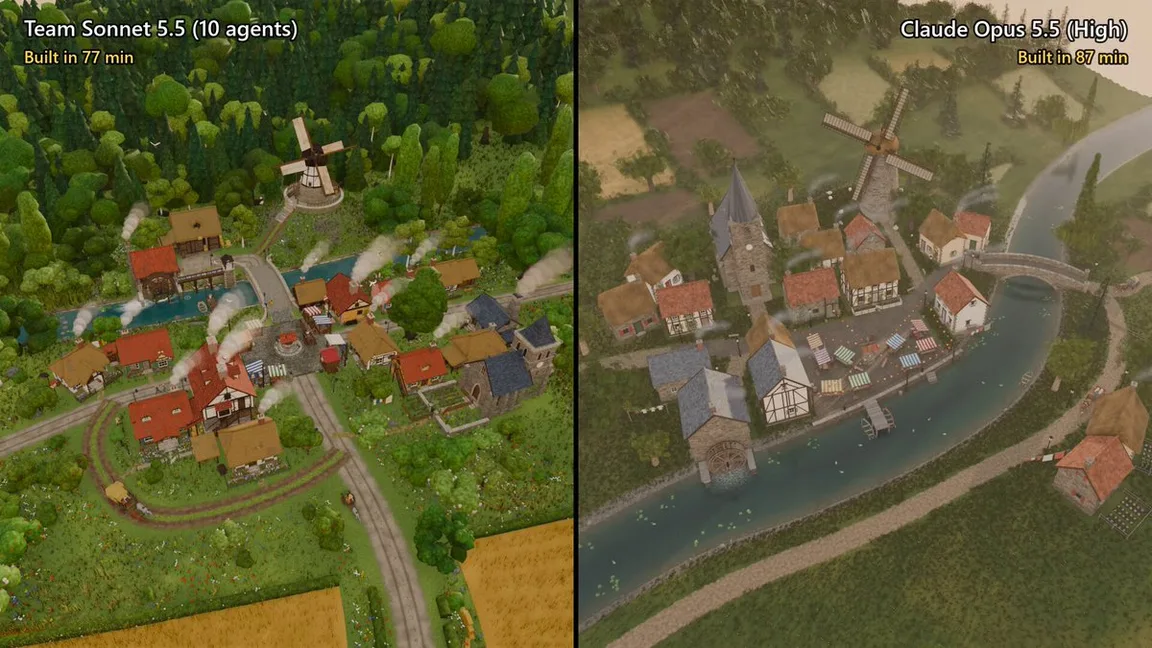 Team Sonnet 5.5 (10 agents)
Built in 77 min
Claude Opus 5.5 (High)
Built in 87 min